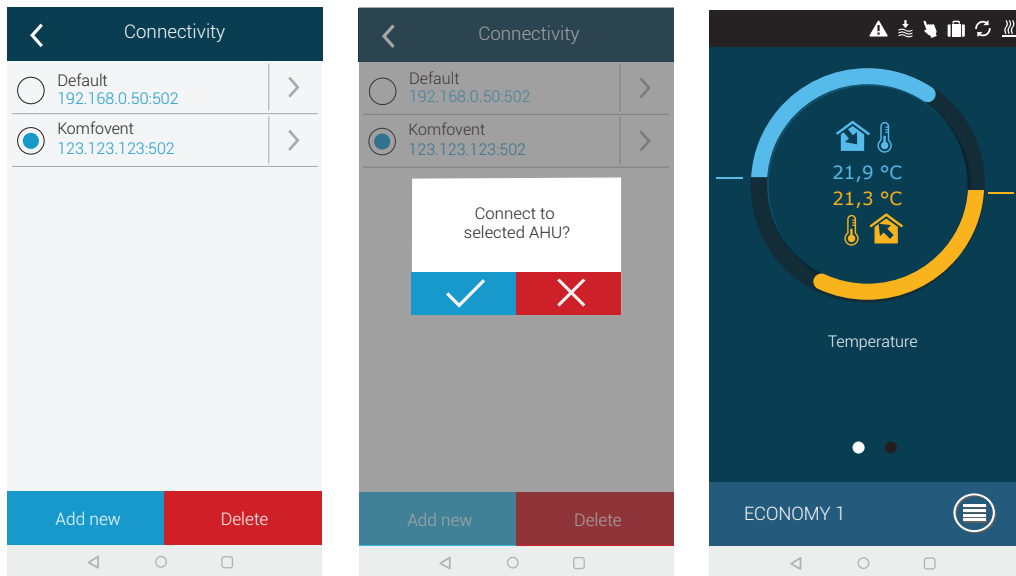 Connectivity
Default
192.168.0.50:502
Komfovent
123.123.123:502
Add new
Delete
Connectivity
Default
192.168.0.50:502
Komfovent
123.123.123:502
Connect to
selected AHU?
Add new
Delete
21,9 °C
21,3 °C
Temperature
ECONOMY 1